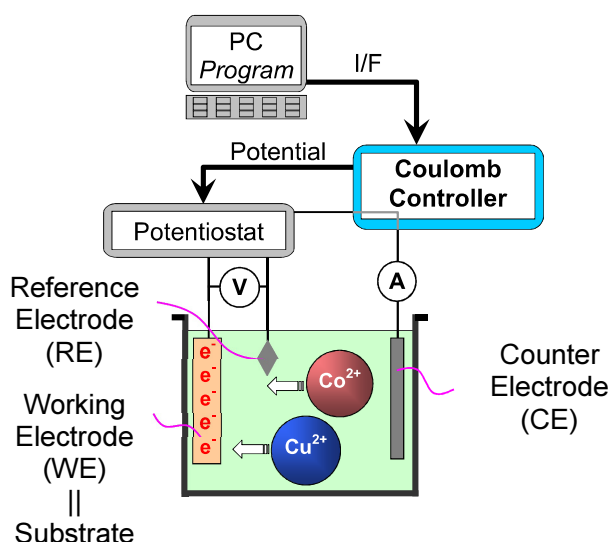 PC
Program
I/F
Potential
Coulomb
Controller
Potentiostat
V
A
Reference
Electrode
(RE)
e-
e-
e-
e-
e-
Co2+
Cu2+
Counter
Electrode
(CE)
Working
Electrode
(WE)
||
Substrate